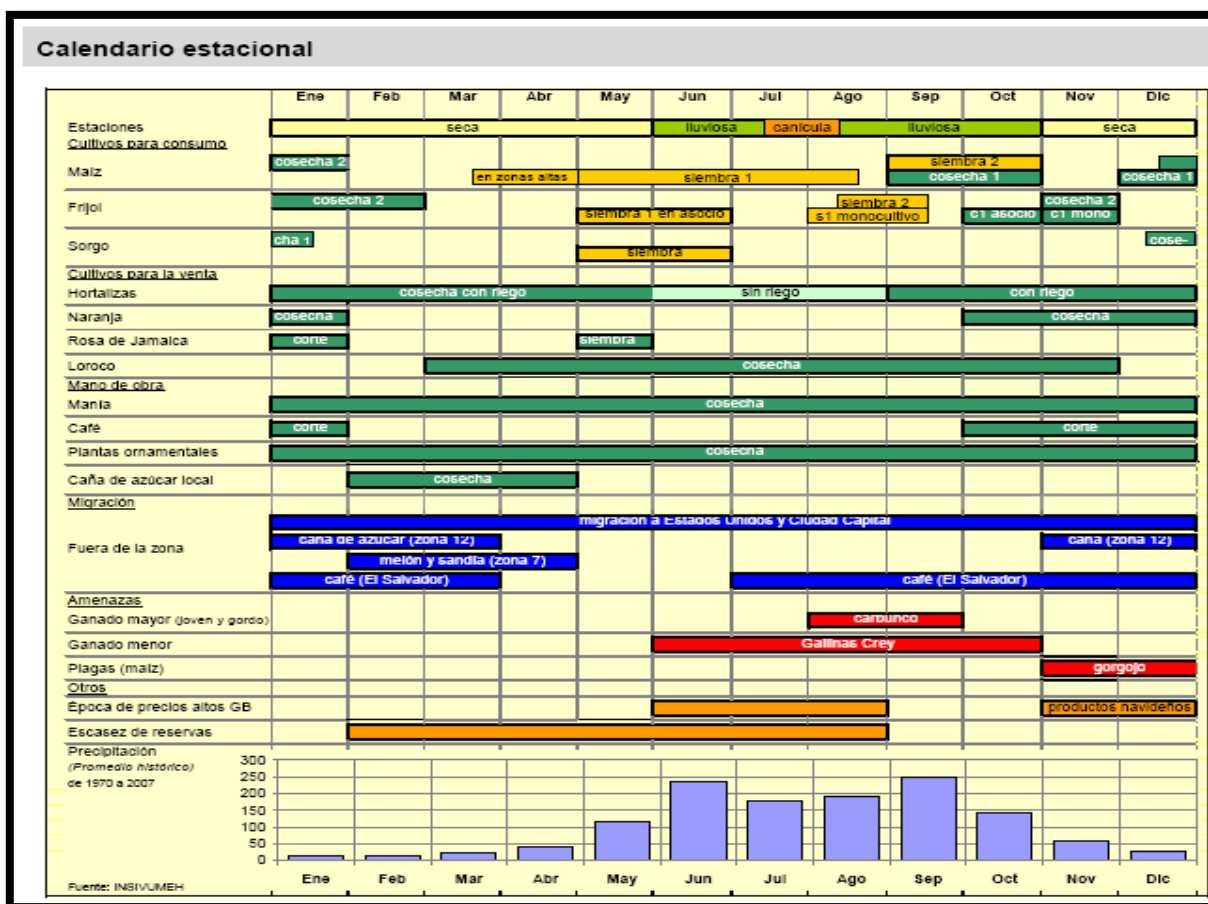 Calendario estacional
Ene Feb Mar Abr May Jun Jul Ago Sep Oct Nov Dic
Estaciones seca lluviosa canícula lluviosa seca
Cultivos para consumo
Maíz cosecha 2 siembra 2
en zonas altas siembra 1 cosecha 1 cosecha 1
Frijol cosecha 2 siembra 2 cosecha 2
siembra 1 en asocio s1 monocultivo c1 asocio c1 mono
Sorgo cha 1 cose-
siembra
Cultivos para la venta
Hortalizas cosecha con riego sin riego con riego
Naranja cosecha cosecha
Rosa de Jamaica corte siembra
Loroco cosecha
Mano de obra
Manía cosecha
Café corte corte
Plantas ornamentales cosecha
Caña de azúcar local cosecha
Migración
migración a Estados Unidos y Ciudad Capital
Fuera de la zona caña de azúcar (zona 12) caña (zona 12)
melón y sandía (zona 7)
café (El Salvador) café (El Salvador)
Amenazas
Ganado mayor (joven y gordo) carbunco
Ganado menor Gallinas Crey
Plagas (maíz) gorgojo
Otros
Época de precios altos GB productos navideños
Escasez de reservas
Precipitación
(Promedio histórico)
de 1970 a 2007
300
250
200
150
100
50
0
Ene Feb Mar Abr May Jun Jul Ago Sep Oct Nov Dic
Fuente: INSIVUMEH